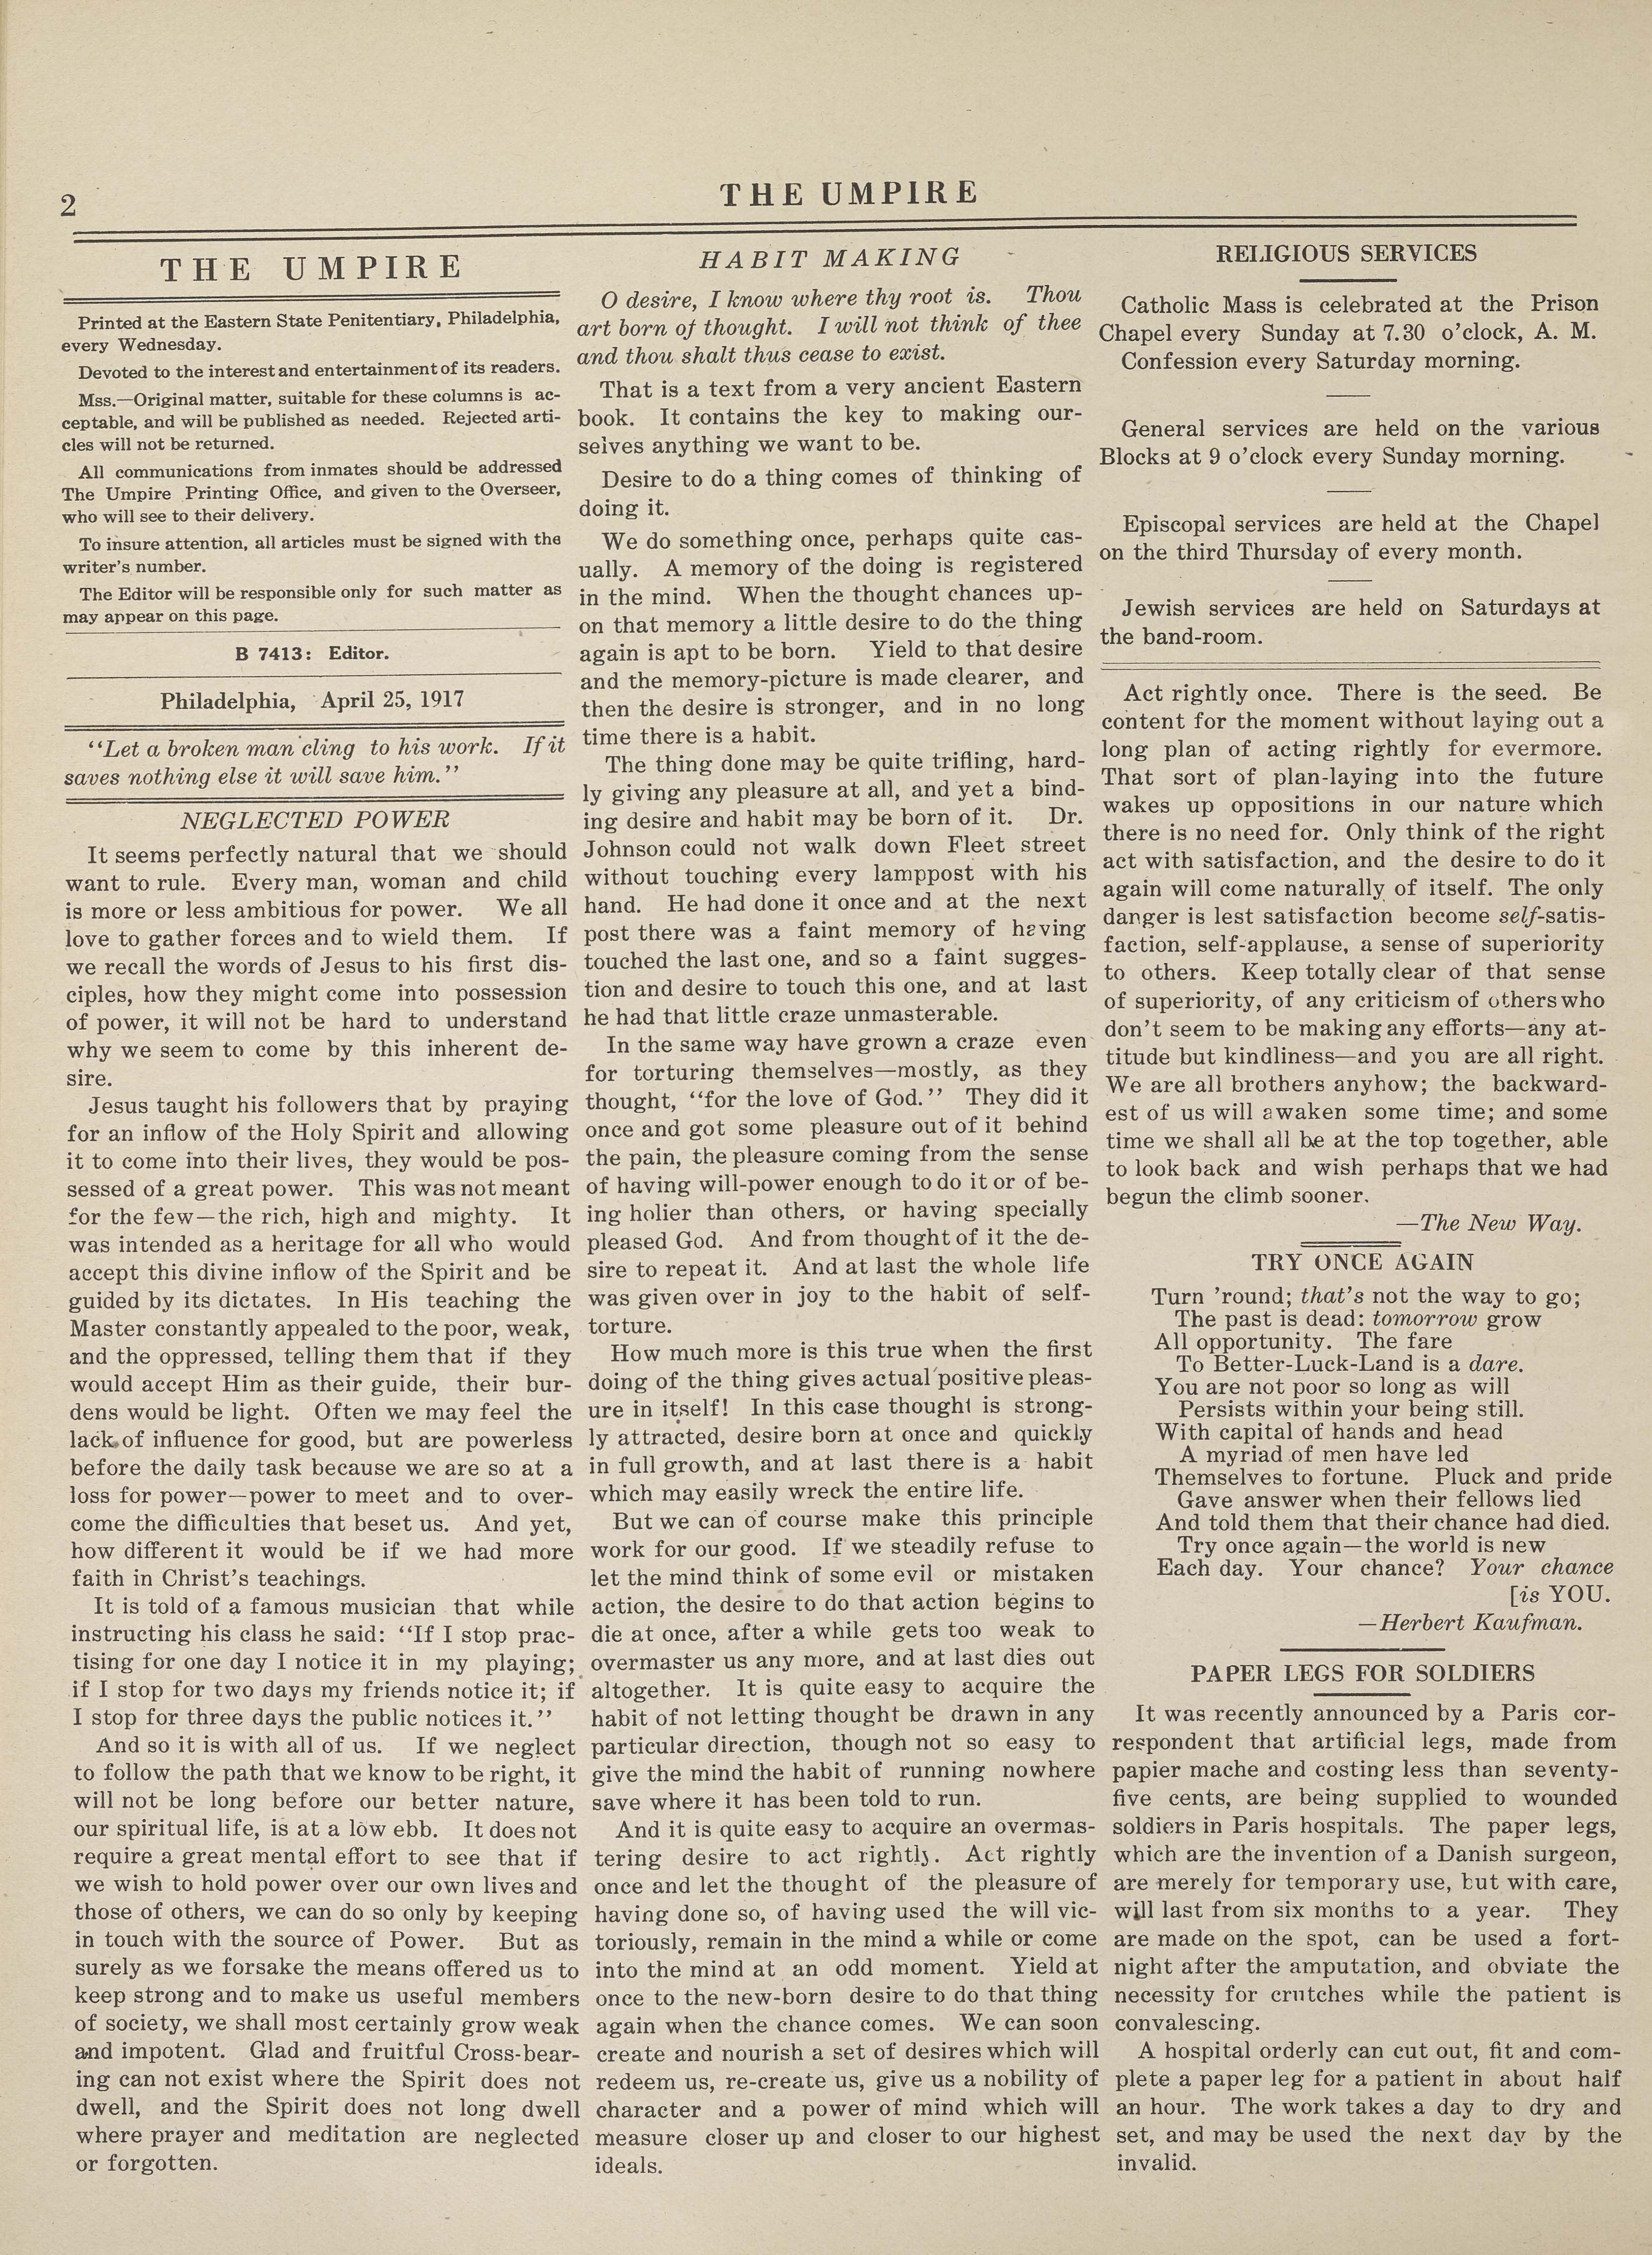 2
THE UMPIRE
THE UMPIRE
Printed at the Eastern State Penitentiary, Philadelphia,
every Wednesday.
Devoted to the interest and entertainment of its readers.
Mss.—Original matter, suitable for these columns is ac-
ceptable, and will be published as needed. Rejected arti-
cles will not be returned.
All communications from inmates should be addressed
The Umpire Printing Office, and given to the Overseer,
who will see to their delivery.
To insure attention, all articles must be signed with the
writer's number.
The Editor will be responsible only for such matter as
may appear on this page.
B 7413: Editor.
Philadelphia, April 25, 1917
"Let a broken man cling to his work. If it
saves nothing else it will save him."
NEGLECTED POWER
It seems perfectly natural that we should
want to rule. Every man, woman and child
is more or less ambitious for power. We all
love to gather forces and to wield them. If
we recall the words of Jesus to his first dis-
ciples, how they might come into possession
of power, it will not be hard to understand
why we seem to come by this inherent de-
sire.
Jesus taught his followers that by praying
for an inflow of the Holy Spirit and allowing
it to come into their lives, they would be pos-
sessed of a great power. This was not meant
for the few—the rich, high and mighty. It
was intended as a heritage for all who would
accept this divine inflow of the Spirit and be
guided by its dictates. In His teaching the
Master constantly appealed to the poor, weak,
and the oppressed, telling them that if they
would accept Him as their guide, their bur-
dens would be light. Often we may feel the
lack of influence for good, but are powerless
before the daily task because we are so at a
loss for power—power to meet and to over-
come the difficulties that beset us. And yet,
how different it would be if we had more
faith in Christ's teachings.
It is told of a famous musician that while
instructing his class he said: "If I stop prac-
tising for one day I notice it in my playing;
if I stop for two days my friends notice it; if
I stop for three days the public notices it."
And so it is with all of us. If we neglect
to follow the path that we know to be right, it
will not be long before our better nature,
our spiritual life, is at a low ebb. It does not
require a great mental effort to see that if
we wish to hold power over our own lives and
those of others, we can do so only by keeping
in touch with the source of Power. But as
surely as we forsake the means offered us to
keep strong and to make us useful members
of society, we shall most certainly grow weak
and impotent. Glad and fruitful Cross-bear-
ing can not exist where the Spirit does not
dwell, and the Spirit does not long dwell
where prayer and meditation are neglected
or forgotten.
HABIT MAKING
O desire, I know where thy root is. Thou
art born of thought. I will not think of thee
and thou shalt thus cease to exist.
That is a text from a very ancient Eastern
book. It contains the key to making our-
selves anything we want to be.
Desire to do a thing comes of thinking of
doing it.
We do something once, perhaps quite cas-
ually. A memory of the doing is registered
in the mind. When the thought chances up-
on that memory a little desire to do the thing
again is apt to be born. Yield to that desire
and the memory-picture is made clearer, and
then the desire is stronger, and in no long
time there is a habit.
The thing done may be quite trifling, hard-
ly giving any pleasure at all, and yet a bind-
ing desire and habit may be born of it. Dr.
Johnson could not walk down Fleet street
without touching every lamppost with his
hand. He had done it once and at the next
post there was a faint memory of having
touched the last one, and so a faint sugges-
tion and desire to touch this one, and at last
he had that little craze unmasterable.
In the same way have grown a craze even
for torturing themselves—mostly, as they
thought, "for the love of God." They did it
once and got some pleasure out of it behind
the pain, the pleasure coming from the sense
of having will-power enough to do it or of be-
ing holier than others, or having specially
pleased God. And from thought of it the de-
sire to repeat it. And at last the whole life
was given over in joy to the habit of self-
torture.
How much more is this true when the first
doing of the thing gives actual positive pleas-
ure in itself! In this case thought is strong-
ly attracted, desire born at once and quickly
in full growth, and at last there is a habit
which may easily wreck the entire life.
But we can of course make this principle
work for our good. If we steadily refuse to
let the mind think of some evil or mistaken
action, the desire to do that action begins to
die at once, after a while gets too weak to
overmaster us any more, and at last dies out
altogether. It is quite easy to acquire the
habit of not letting thought be drawn in any
particular direction, though not so easy to
give the mind the habit of running nowhere
save where it has been told to run.
And it is quite easy to acquire an overmas-
tering desire to act rightly. Act rightly
once and let the thought of the pleasure of
having done so, of having used the will vic-
toriously, remain in the mind a while or come
into the mind at an odd moment. Yield at
once to the new-born desire to do that thing
again when the chance comes. We can soon
create and nourish a set of desires which will
redeem us, re-create us, give us a nobility of
character and a power of mind which will
measure closer up and closer to our highest
ideals.
RELIGIOUS SERVICES
Catholic Mass is celebrated at the Prison
Chapel every Sunday at 7.30 o'clock, A. M.
Confession every Saturday morning.
General services are held on the various
Blocks at 9 o'clock every Sunday morning.
Episcopal services are held at the Chapel
on the third Thursday of every month.
Jewish services are held on Saturdays at
the band-room.
Act rightly once. There is the seed. Be
content for the moment without laying out a
long plan of acting rightly for evermore.
That sort of plan-laying into the future
wakes up oppositions in our nature which
there is no need for. Only think of the right
act with satisfaction, and the desire to do it
again will come naturally of itself. The only
danger is lest satisfaction become self-satis-
faction, self-applause, a sense of superiority
to others. Keep totally clear of that sense
of superiority, of any criticism of others who
don't seem to be making any efforts—any at-
titude but kindliness—and you are all right.
We are all brothers anyhow; the backward-
est of us will awaken some time; and some
time we shall all be at the top together, able
to look back and wish perhaps that we had
begun the climb sooner.
—The New Way.
TRY ONCE AGAIN
Turn 'round; that's not the way to go;
The past is dead: tomorrow grow
All opportunity. The fare
To Better-Luck-Land is a dare.
You are not poor so long as will
Persists within your being still.
With capital of hands and head
A myriad of men have led
Themselves to fortune. Pluck and pride
Gave answer when their fellows lied
And told them that their chance had died.
Try once again—the world is new
Each day. Your chance? Your chance
[is YOU.
—Herbert Kaufman.
PAPER LEGS FOR SOLDIERS
It was recently announced by a Paris cor-
respondent that artificial legs, made from
papier mache and costing less than seventy-
five cents, are being supplied to wounded
soldiers in Paris hospitals. The paper legs,
which are the invention of a Danish surgeon,
are merely for temporary use, but with care,
will last from six months to a year. They
are made on the spot, can be used a fort-
night after the amputation, and obviate the
necessity for crutches while the patient is
convalescing.
A hospital orderly can cut out, fit and com-
plete a paper leg for a patient in about half
an hour. The work takes a day to dry and
set, and may be used the next day by the
invalid.